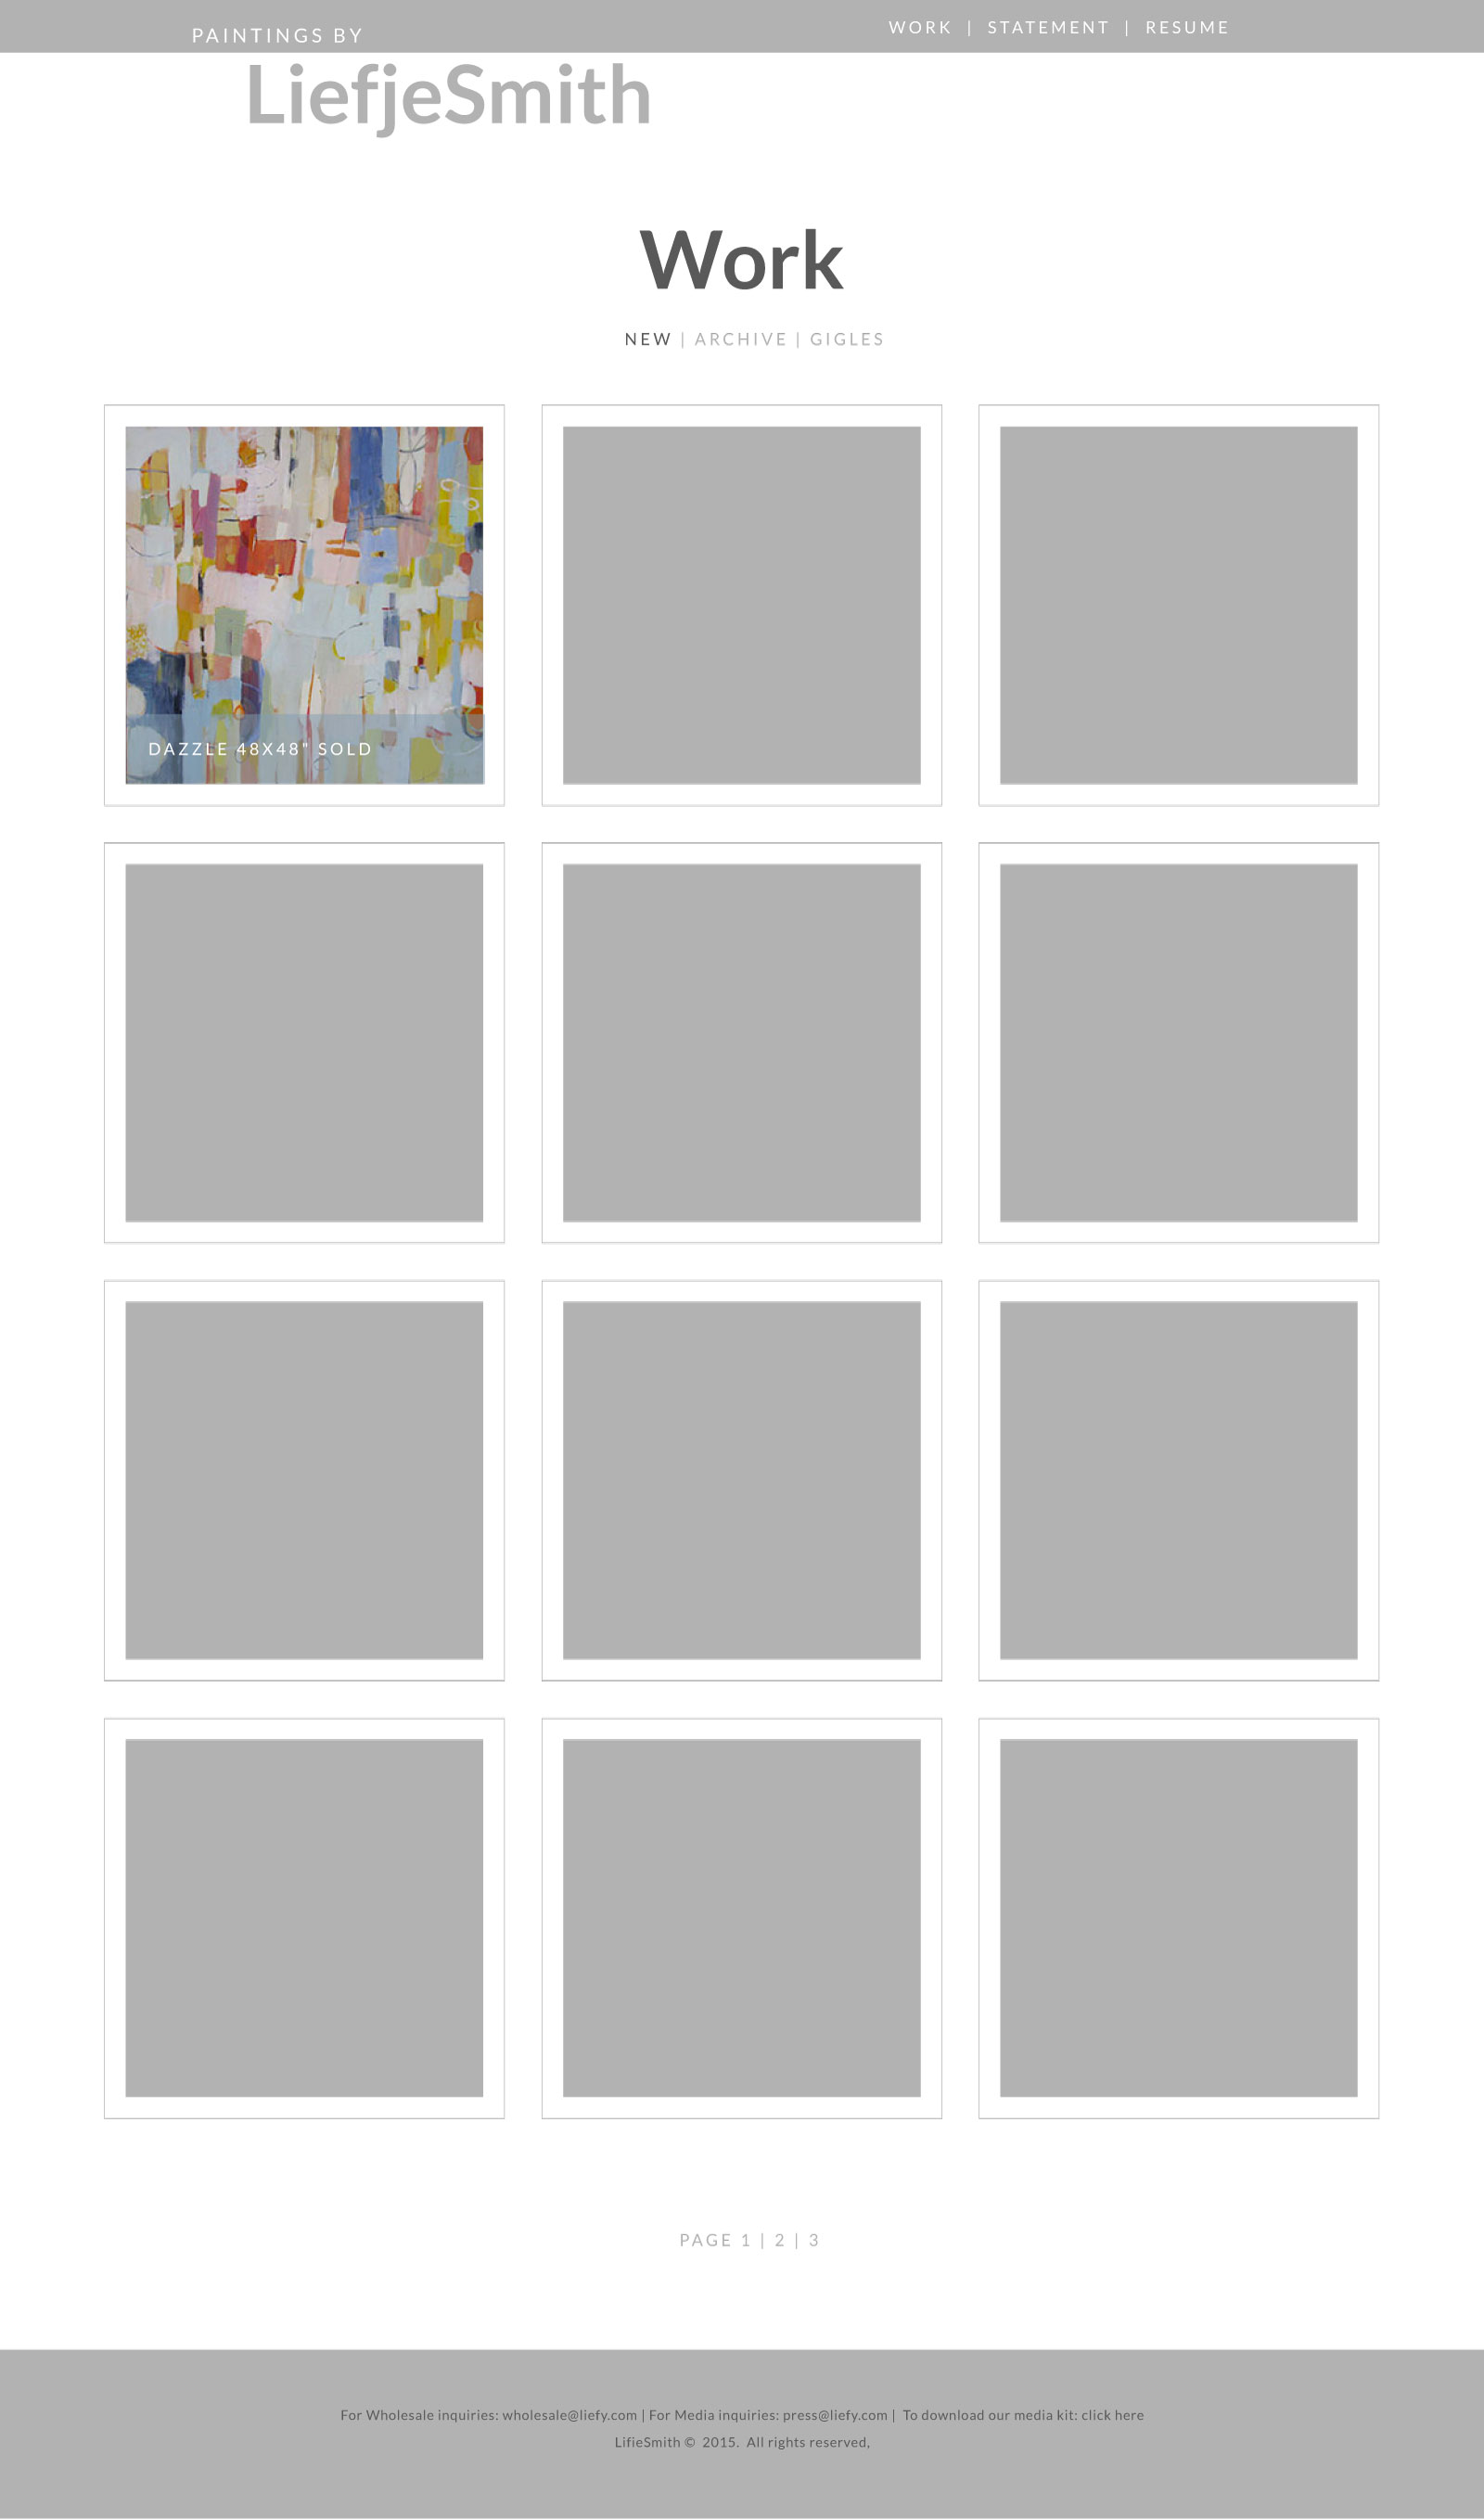 PAINTINGS BY
WORK | STATEMENT | RESUME
LiefjeSmith
Work
NEW | ARCHIVE | GIGLES
DAZZLE 48X48" SOLD
PAGE 1 | 2 | 3
For Wholesale inquiries: wholesale@liefy.com | For Media inquiries: press@liefy.com | To download our media kit: click here
LifieSmith © 2015. All rights reserved,